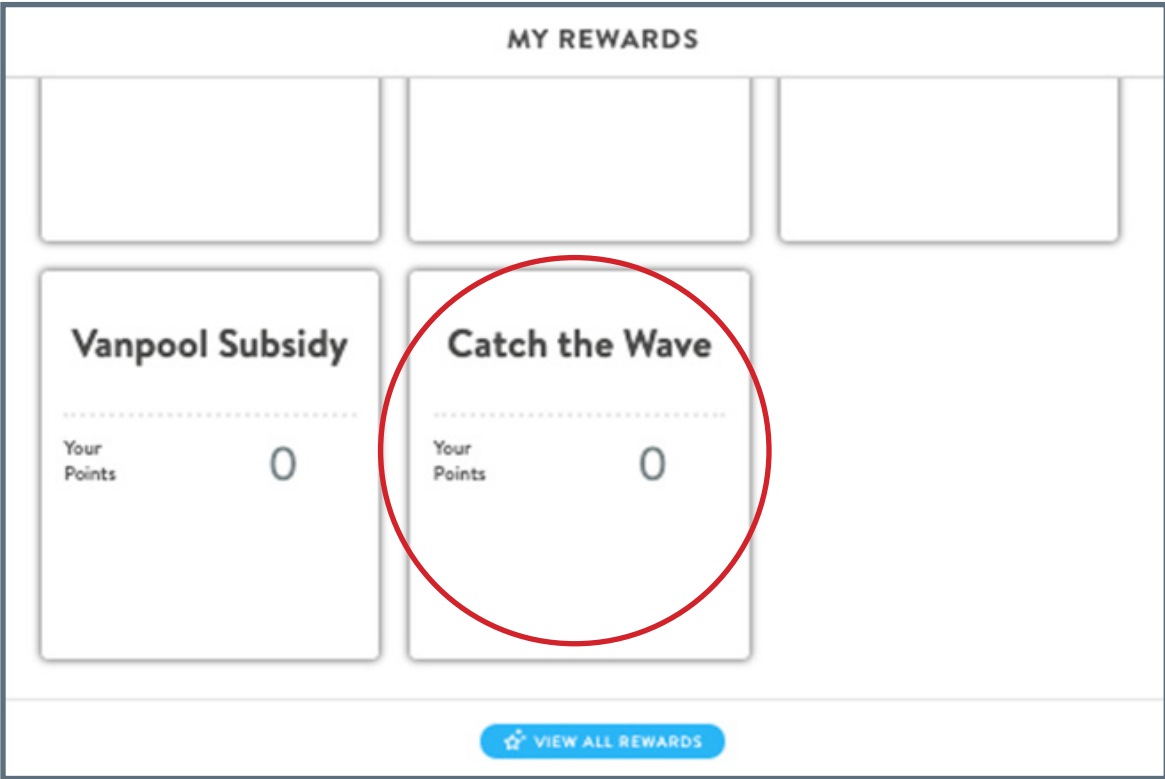 MY REWARDS
Vanpool Subsidy
Your
Points
0
Catch the Wave
Your
Points
0
VIEW ALL REWARDS